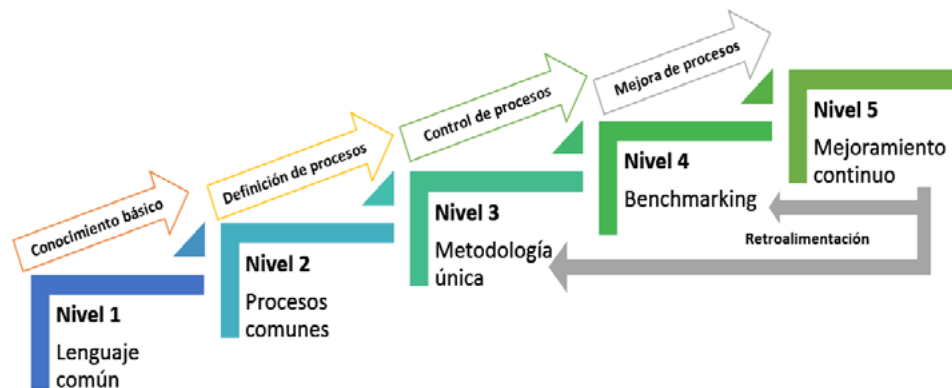 Conocimiento básico
Nivel 1
Lenguaje
común
Definición de procesos
Nivel 2
Procesos
comunes
Control de procesos
Nivel 3
Metodología
única
Mejora de procesos
Nivel 4
Benchmarking
Nivel 5
Mejoramiento
continuo
Retroalimentación